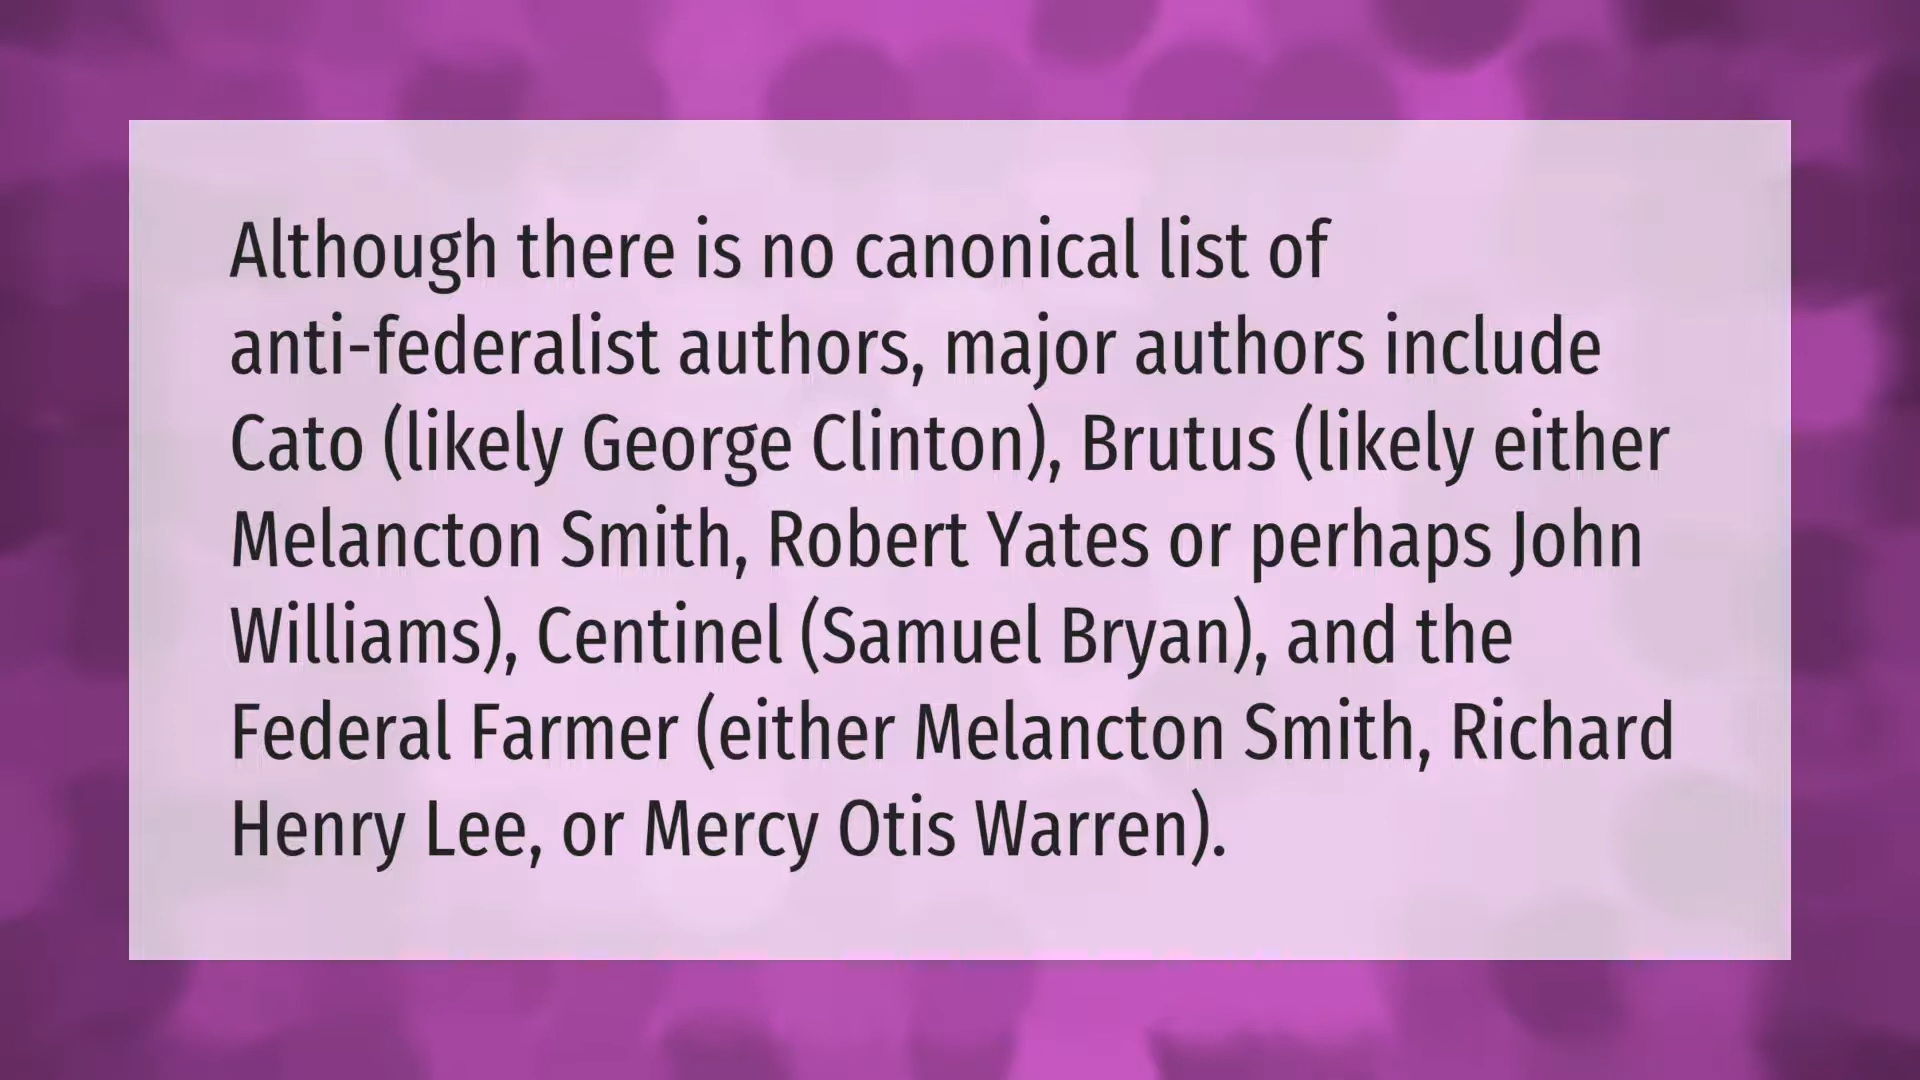 Although there is no canonical list of
anti-federalist authors, major authors include
Cato (likely George Clinton), Brutus (likely either
Melancton Smith, Robert Yates or perhaps John
Williams), Centinel (Samuel Bryan), and the
Federal Farmer (either Melancton Smith, Richard
Henry Lee, or Mercy Otis Warren).